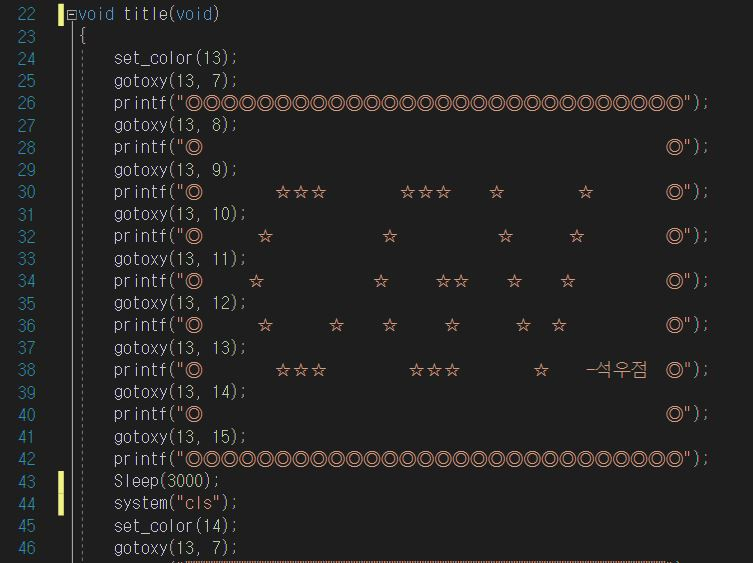 22 void title(void)
23 {
24 set_color(13);
25 gotoxy(13, 7);
26 printf("◎◎◎◎◎◎◎◎◎◎◎◎◎◎◎◎◎◎◎◎◎◎◎◎◎◎◎◎");
27 gotoxy(13, 8);
28 printf("◎                                                    ◎");
29 gotoxy(13, 9);
30 printf("◎        ☆☆☆        ☆☆☆    ☆        ☆        ◎");
31 gotoxy(13, 10);
32 printf("◎      ☆            ☆           ☆      ☆         ◎");
33 gotoxy(13, 11);
34 printf("◎     ☆            ☆     ☆☆    ☆    ☆          ◎");
35 gotoxy(13, 12);
36 printf("◎      ☆      ☆    ☆     ☆      ☆  ☆           ◎");
37 gotoxy(13, 13);
38 printf("◎        ☆☆☆         ☆☆☆        ☆    -석우점  ◎");
39 gotoxy(13, 14);
40 printf("◎                                                    ◎");
41 gotoxy(13, 15);
42 printf("◎◎◎◎◎◎◎◎◎◎◎◎◎◎◎◎◎◎◎◎◎◎◎◎◎◎◎◎");
43 Sleep(3000);
44 system("cls");
45 set_color(14);
46 gotoxy(13, 7);